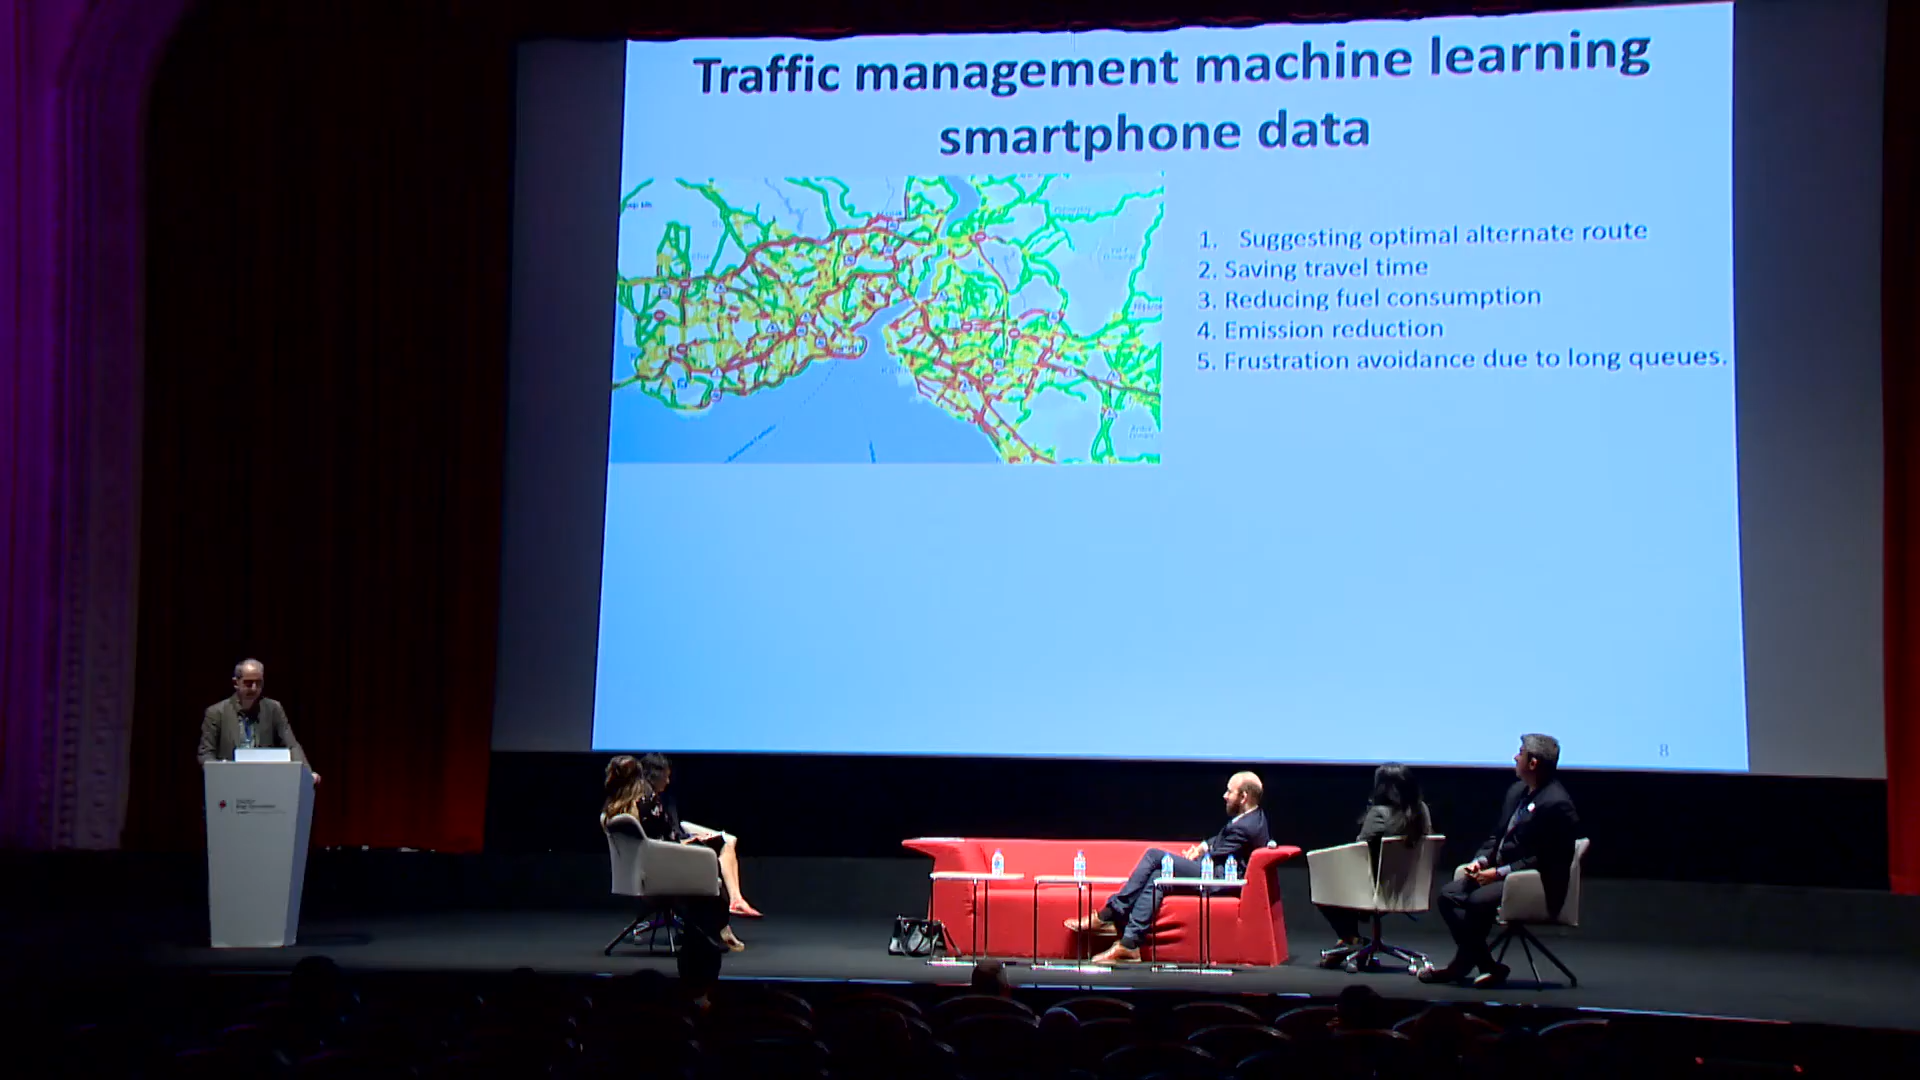 Traffic management machine learning
smartphone data
1. Suggesting optimal alternate route
2. Saving travel time
3. Reducing fuel consumption
4. Emission reduction
5. Frustration avoidance due to long queues.
8